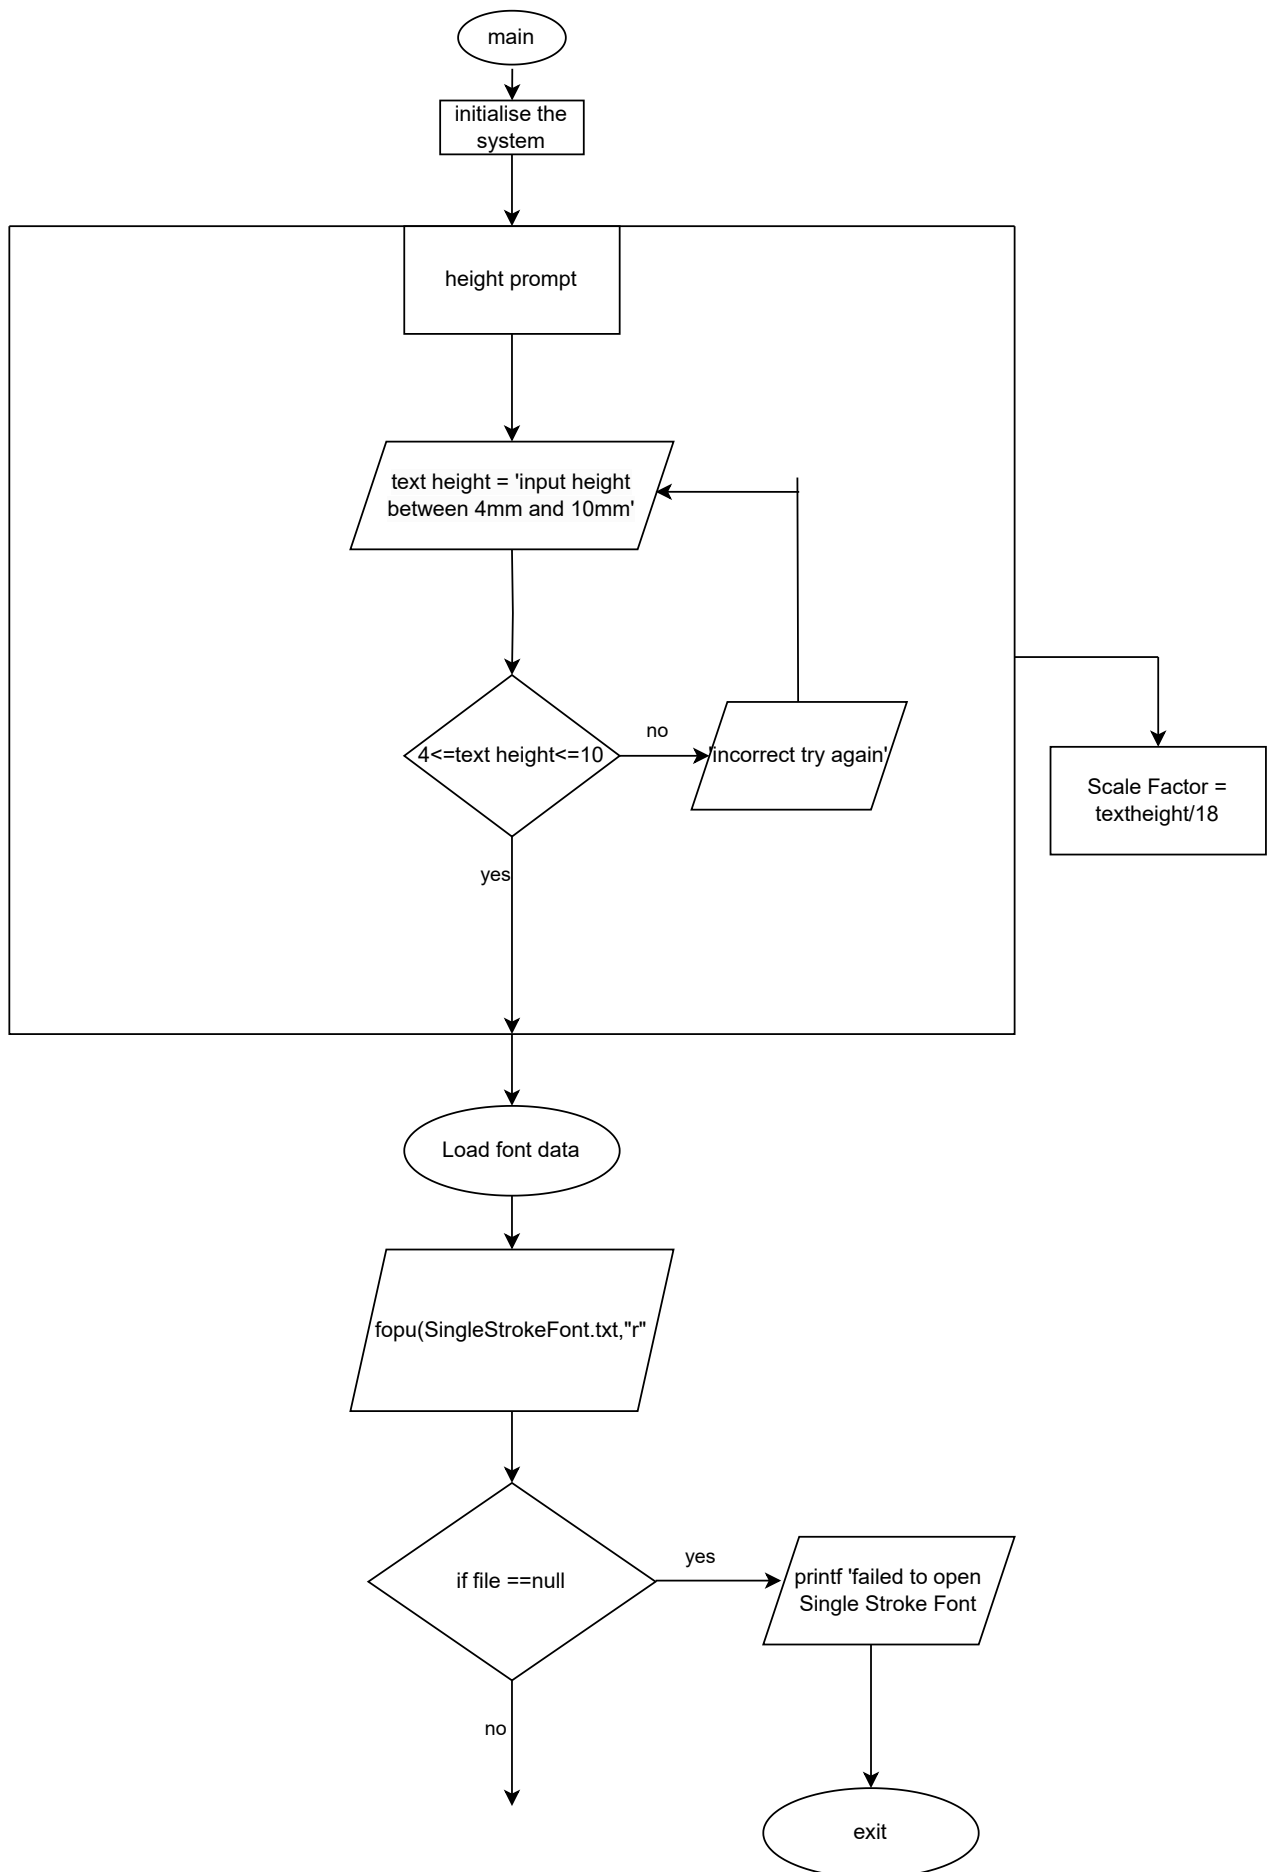 main
initialise the
system
height prompt
text height = 'input height
between 4mm and 10mm'
4<=text height<=10
no
'incorrect try again'
yes
Scale Factor =
textheight/18
Load font data
fopu(SingleStrokeFont.txt,"r"
if file ==null
yes
printf 'failed to open
Single Stroke Font
no
exit